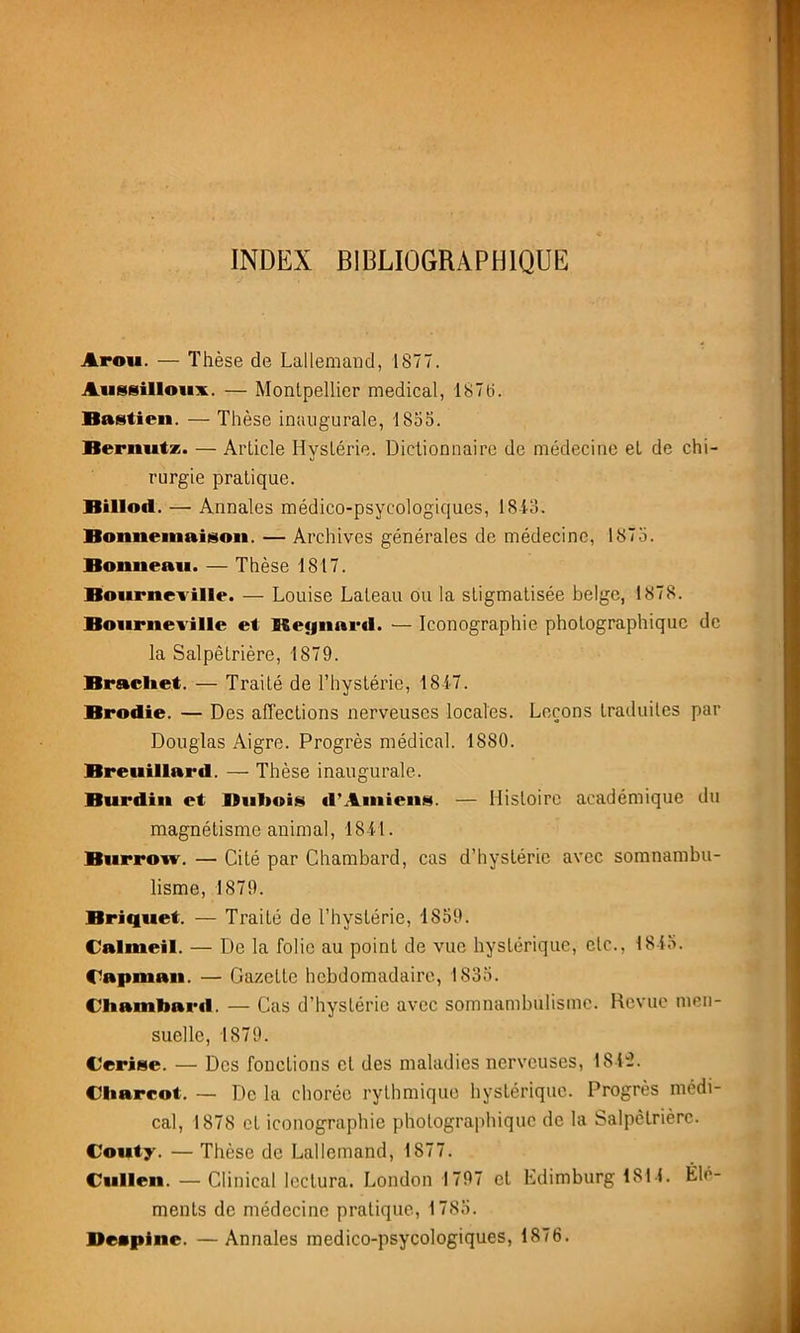 INDEX BIBLIOGRAPHIQUE
Arou. — Thèse de Lallemand, 1877.
Aussilloux. — Montpellier medical, 1876.
Bastien. — Thèse inaugurale, 1855.
Bernutz. — Article Hystérie. Dictionnaire de médecine et de chi-
rurgie pratique.
Billod. — Annales médico-psycologiques, 1843.
Bonnemaison. — Archives générales de médecine, 1875.
Bonneau. — Thèse 1817.
Bourneville. — Louise Lateau ou la stigmatisée belge, 1878.
Bourneville et Regnard. — Iconographie photographique de
la Salpêtrière, 1879.
Brachet. — Traité de l'hystérie, 1847.
Brodie. — Des affections nerveuses locales. Leçons traduites par
Douglas Aigre. Progrès médical. 1880.
Breuillard. — Thèse inaugurale.
Burdin et Dubois d'Amiens. — Histoire académique du
magnétisme animal, 1841.
Burrow. — Cité par Chambard, cas d'hystérie avec somnambu-
lisme, 1879.
Briquet. — Traité de l'hystérie, 1859.
Calmeil. — De la folie au point de vue hystérique, etc., 1845.
Capman. — Gazette hebdomadaire, 1835.
Chambard. — Cas d'hystérie avec somnambulisme. Revue men-
suelle, 1879.
Cerise. — Des fonctions et des maladies nerveuses, 1842.
Charcot. — De la chorée rythmique hystérique. Progrès médi-
cal, 1878 et iconographie photographique de la Salpêtrière.
Couty. — Thèse de Lallemand, 1877.
Cullen. — Clinical lectura. London 1797 et Edimburg 1814. Élé-
ments de médecine pratique, 1785.
Despine. — Annales medico-psycologiques, 1876.